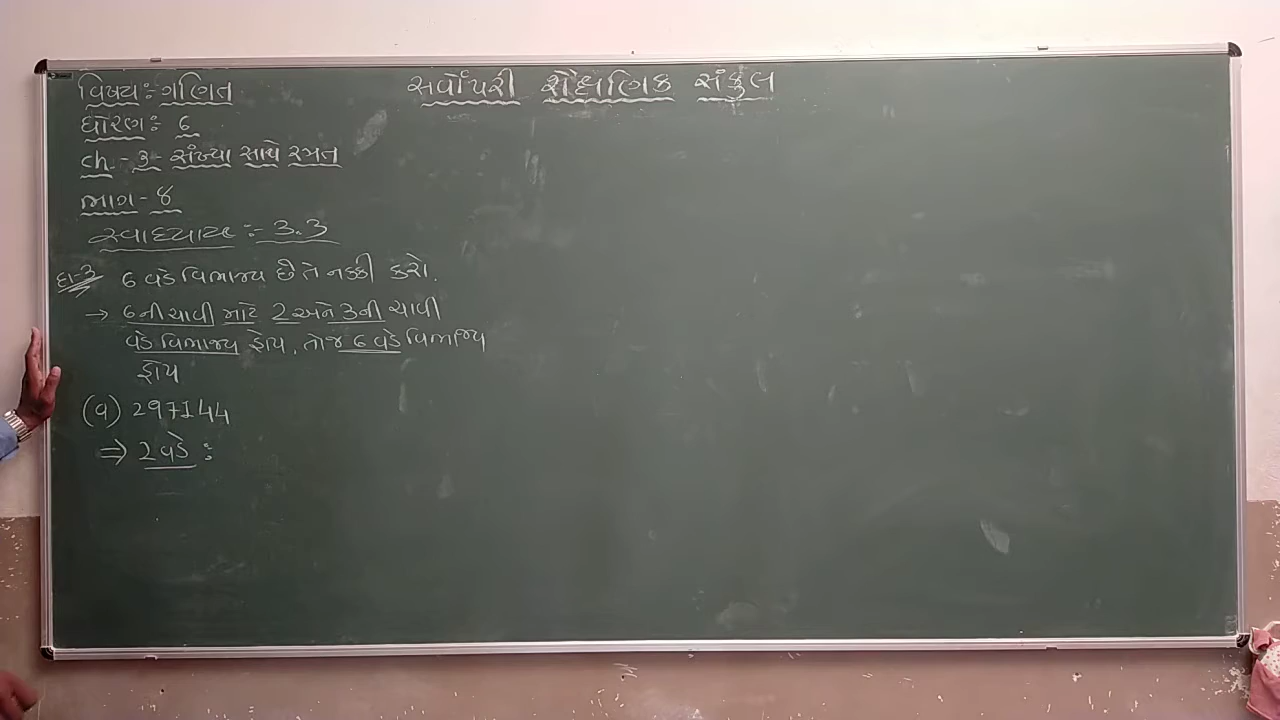 સર્વોપરી શૈક્ષણિક સંકુલ
વિષય:- ગણિત
ધોરણ:- 6
ch - 3 - સંખ્યા સાથે રમત
ભાગ - 8
સ્વાધ્યાય :- 3.3
દા-3 6 વડે વિભાજ્ય છે તે નક્કી કરો.
→ 6ની ચાવી માટે 2 અને 3ની ચાવી
વડે વિભાજ્ય હોય, તો જ 6 વડે વિભાજ્ય
હોય
(a) 297144
⇒ 2 વડે :